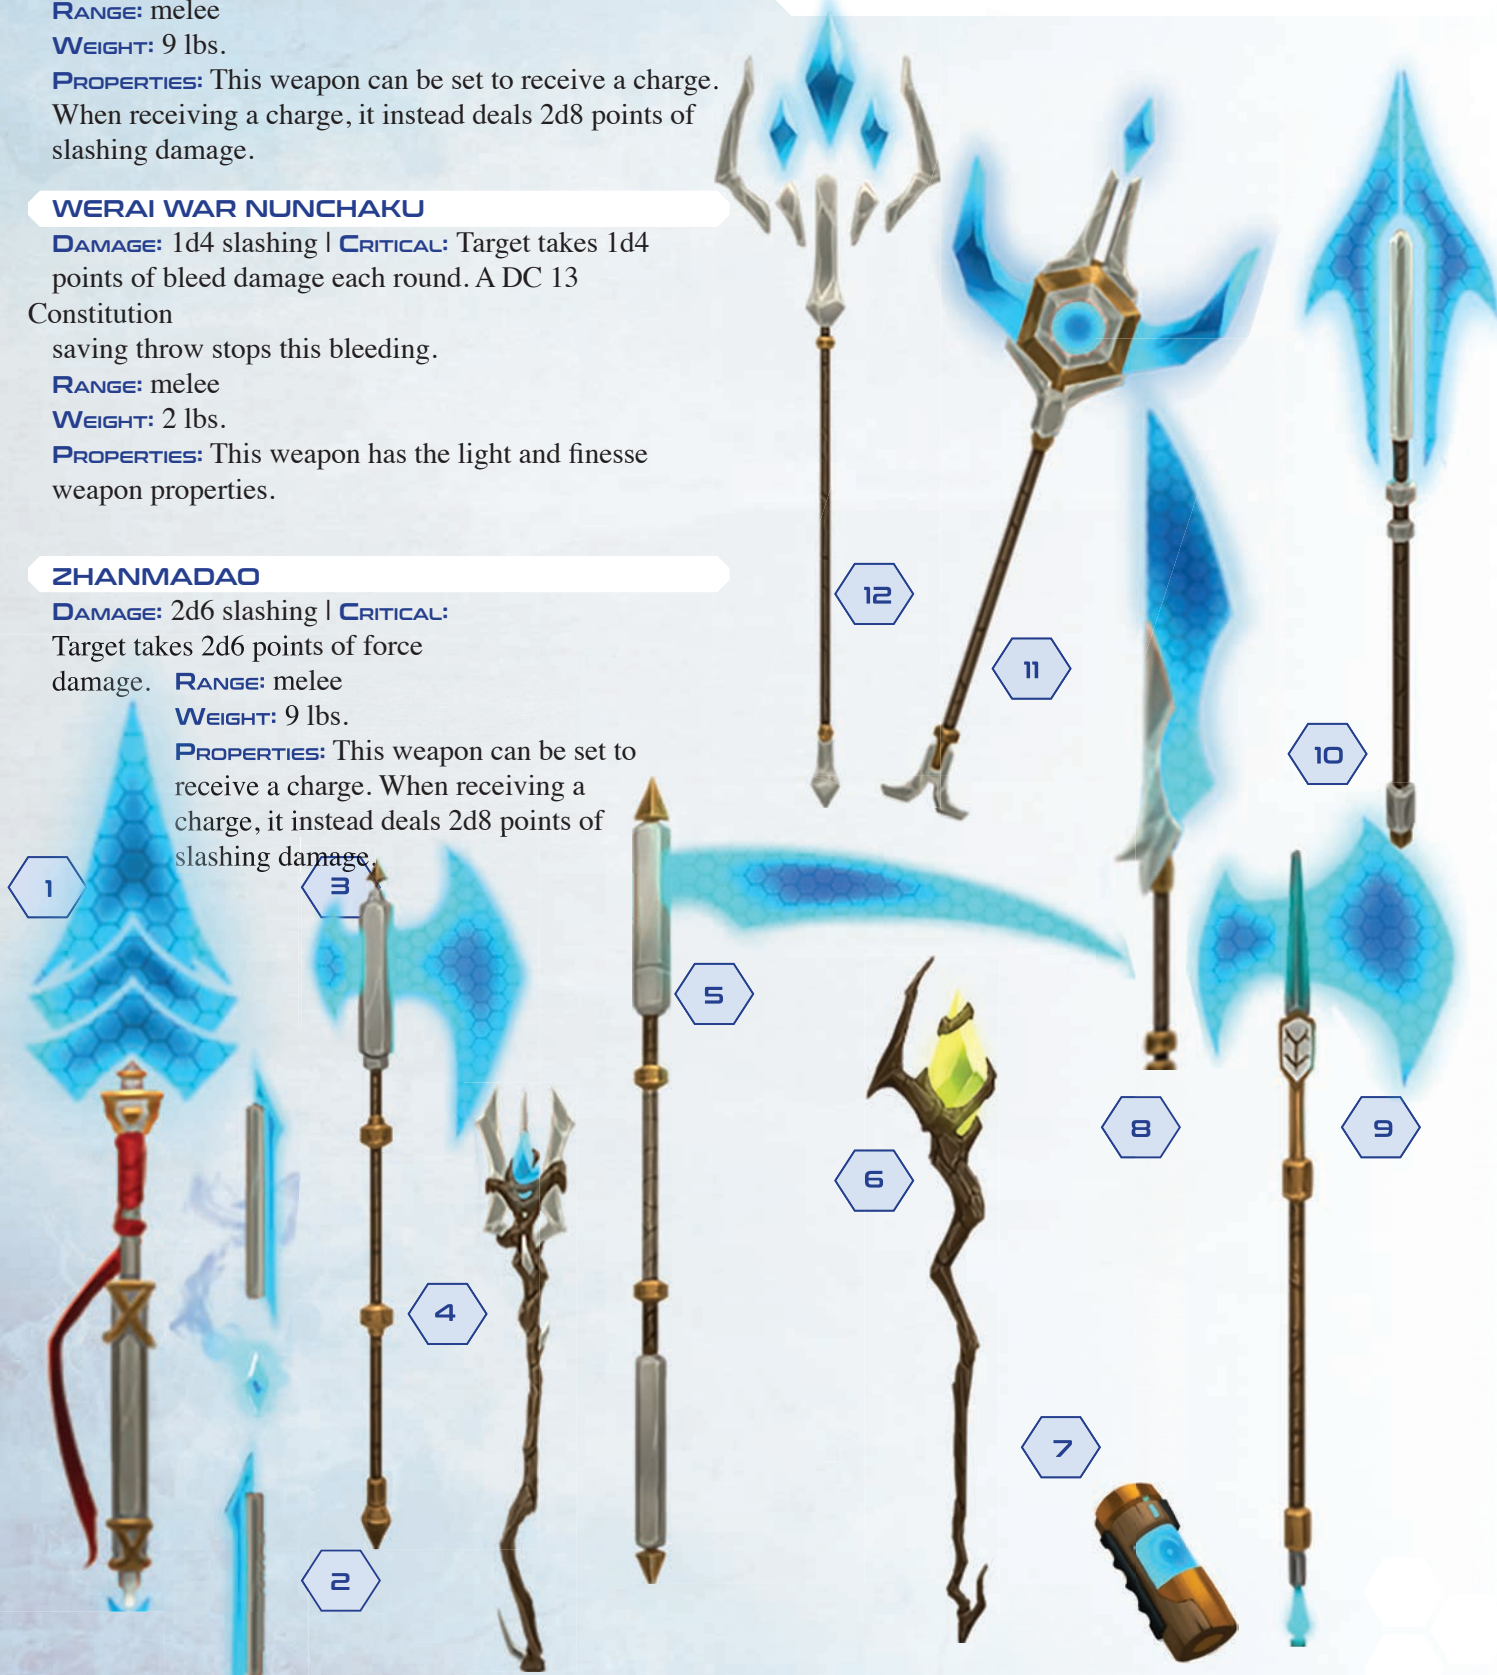 Range: melee
Weight: 9 lbs.
Properties: This weapon can be set to receive a charge.
When receiving a charge, it instead deals 2d8 points of
slashing damage.
WERAI WAR NUNCHAKU
Damage: 1d4 slashing | Critical: Target takes 1d4
points of bleed damage each round. A DC 13
Constitution
saving throw stops this bleeding.
Range: melee
Weight: 2 lbs.
Properties: This weapon has the light and finesse
weapon properties.
ZHANMADAO
Damage: 2d6 slashing | Critical:
Target takes 2d6 points of force
damage. Range: melee
Weight: 9 lbs.
Properties: This weapon can be set to
receive a charge. When receiving a
charge, it instead deals 2d8 points of
slashing damage.
12
11
10
1
3
5
8
9
6
4
7
2